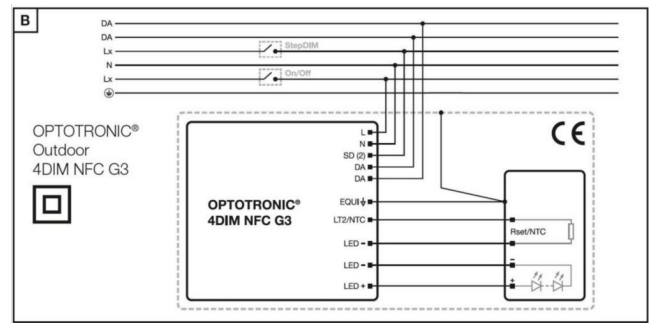 B
DA
DA
Lx
StepDIM
N
Lx
On/Off
OPTOTRONIC®
Outdoor
4DIM NFC G3
CE
L
N
SD (2)
DA
DA
OPTOTRONIC®
4DIM NFC G3
EQUI
LT2/NTC
LED -
LED -
LED +
Rset/NTC
-
+